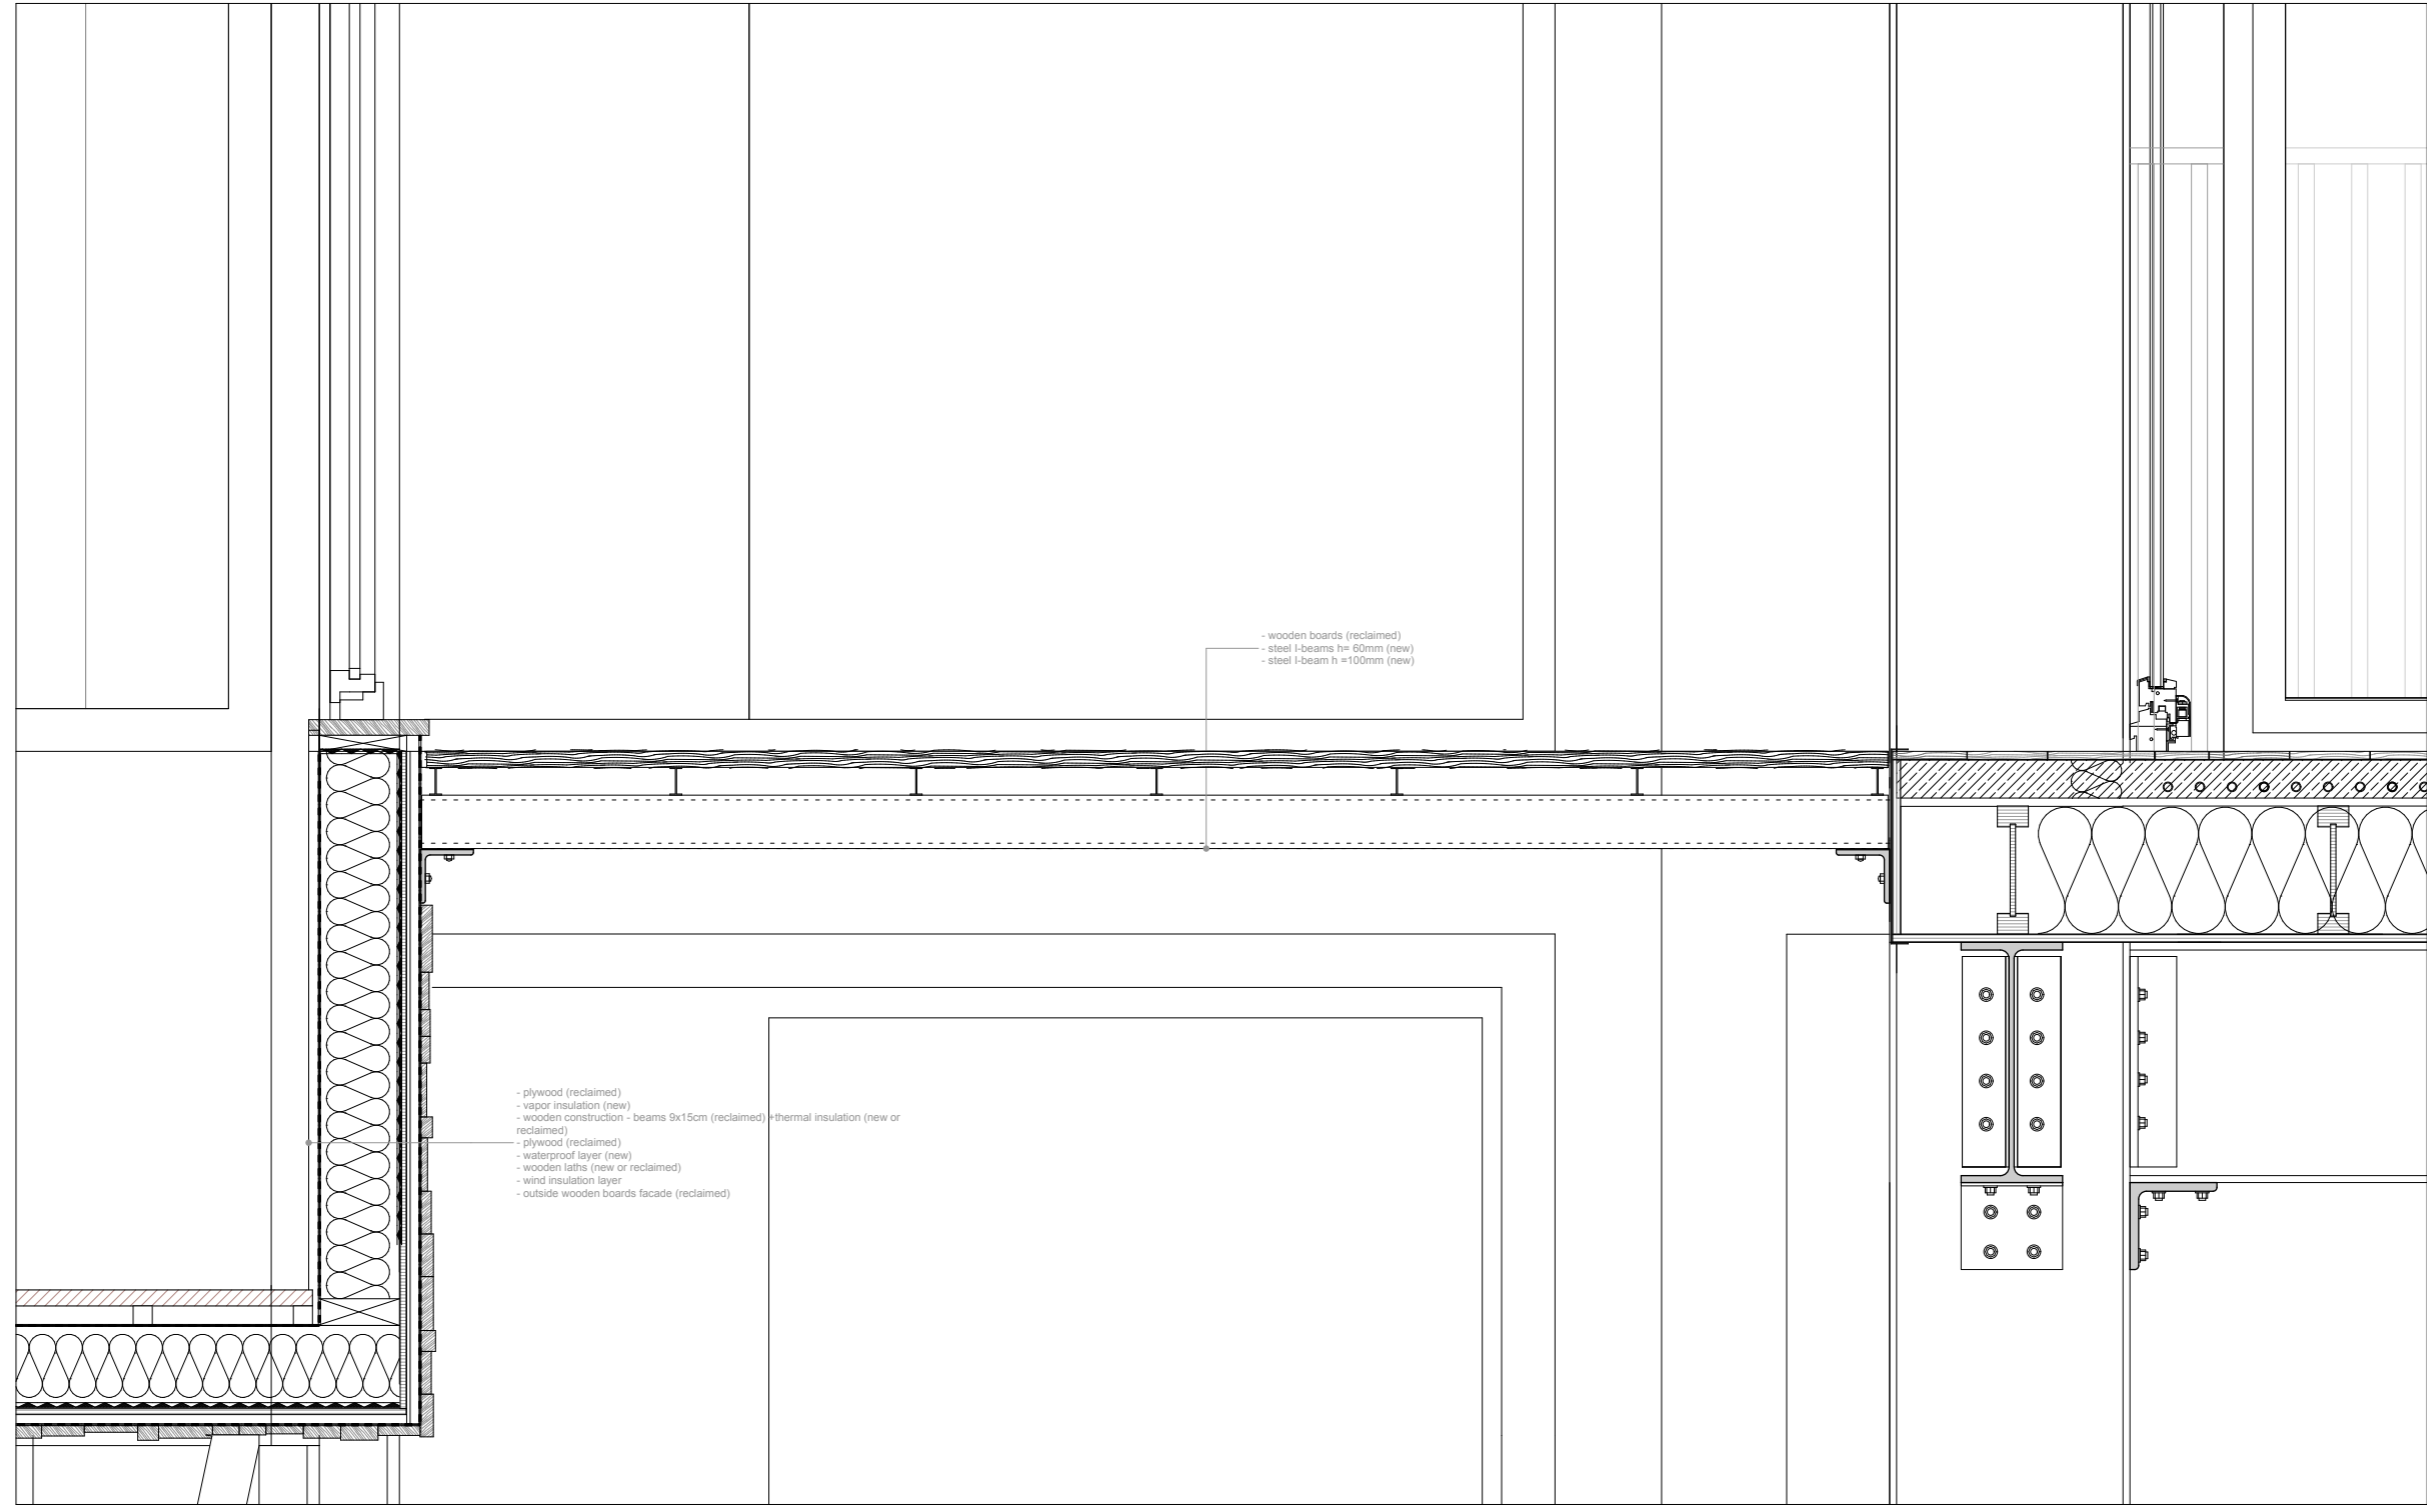 - wooden boards (reclaimed)
- steel I-beams h= 60mm (new)
- steel I-beam h =100mm (new)
- plywood (reclaimed)
- vapor insulation (new)
- wooden construction - beams 9x15cm (reclaimed) +thermal insulation (new or
reclaimed)
- plywood (reclaimed)
- waterproof layer (new)
- wooden laths (new or reclaimed)
- wind insulation layer
- outside wooden boards facade (reclaimed)